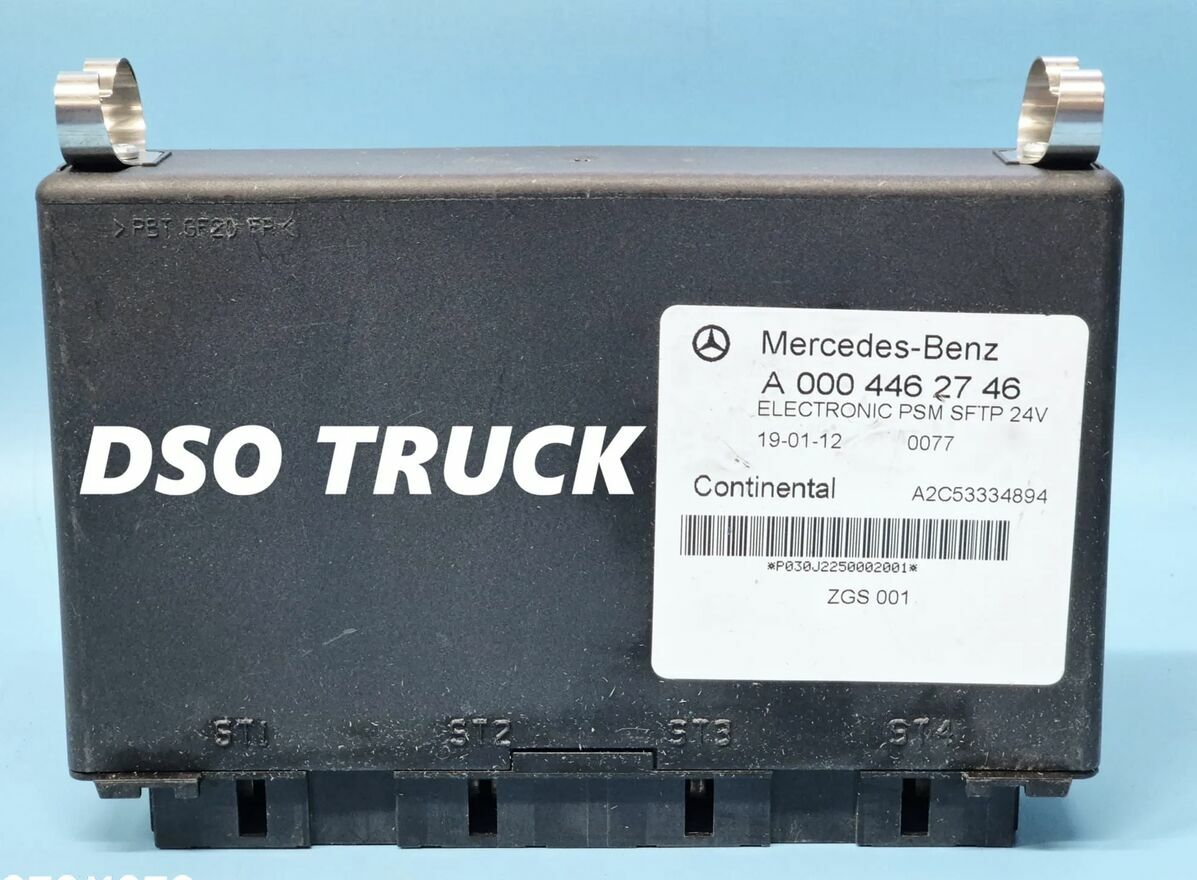 >PBT GF20 FR<
Mercedes-Benz
A 000 446 27 46
ELECTRONIC PSM SFTP 24V
19-01-12 0077
DSO TRUCK
Continental A2C53334894
*P030J2250002001*
ZGS 001
ST1 ST2 ST3 ST4